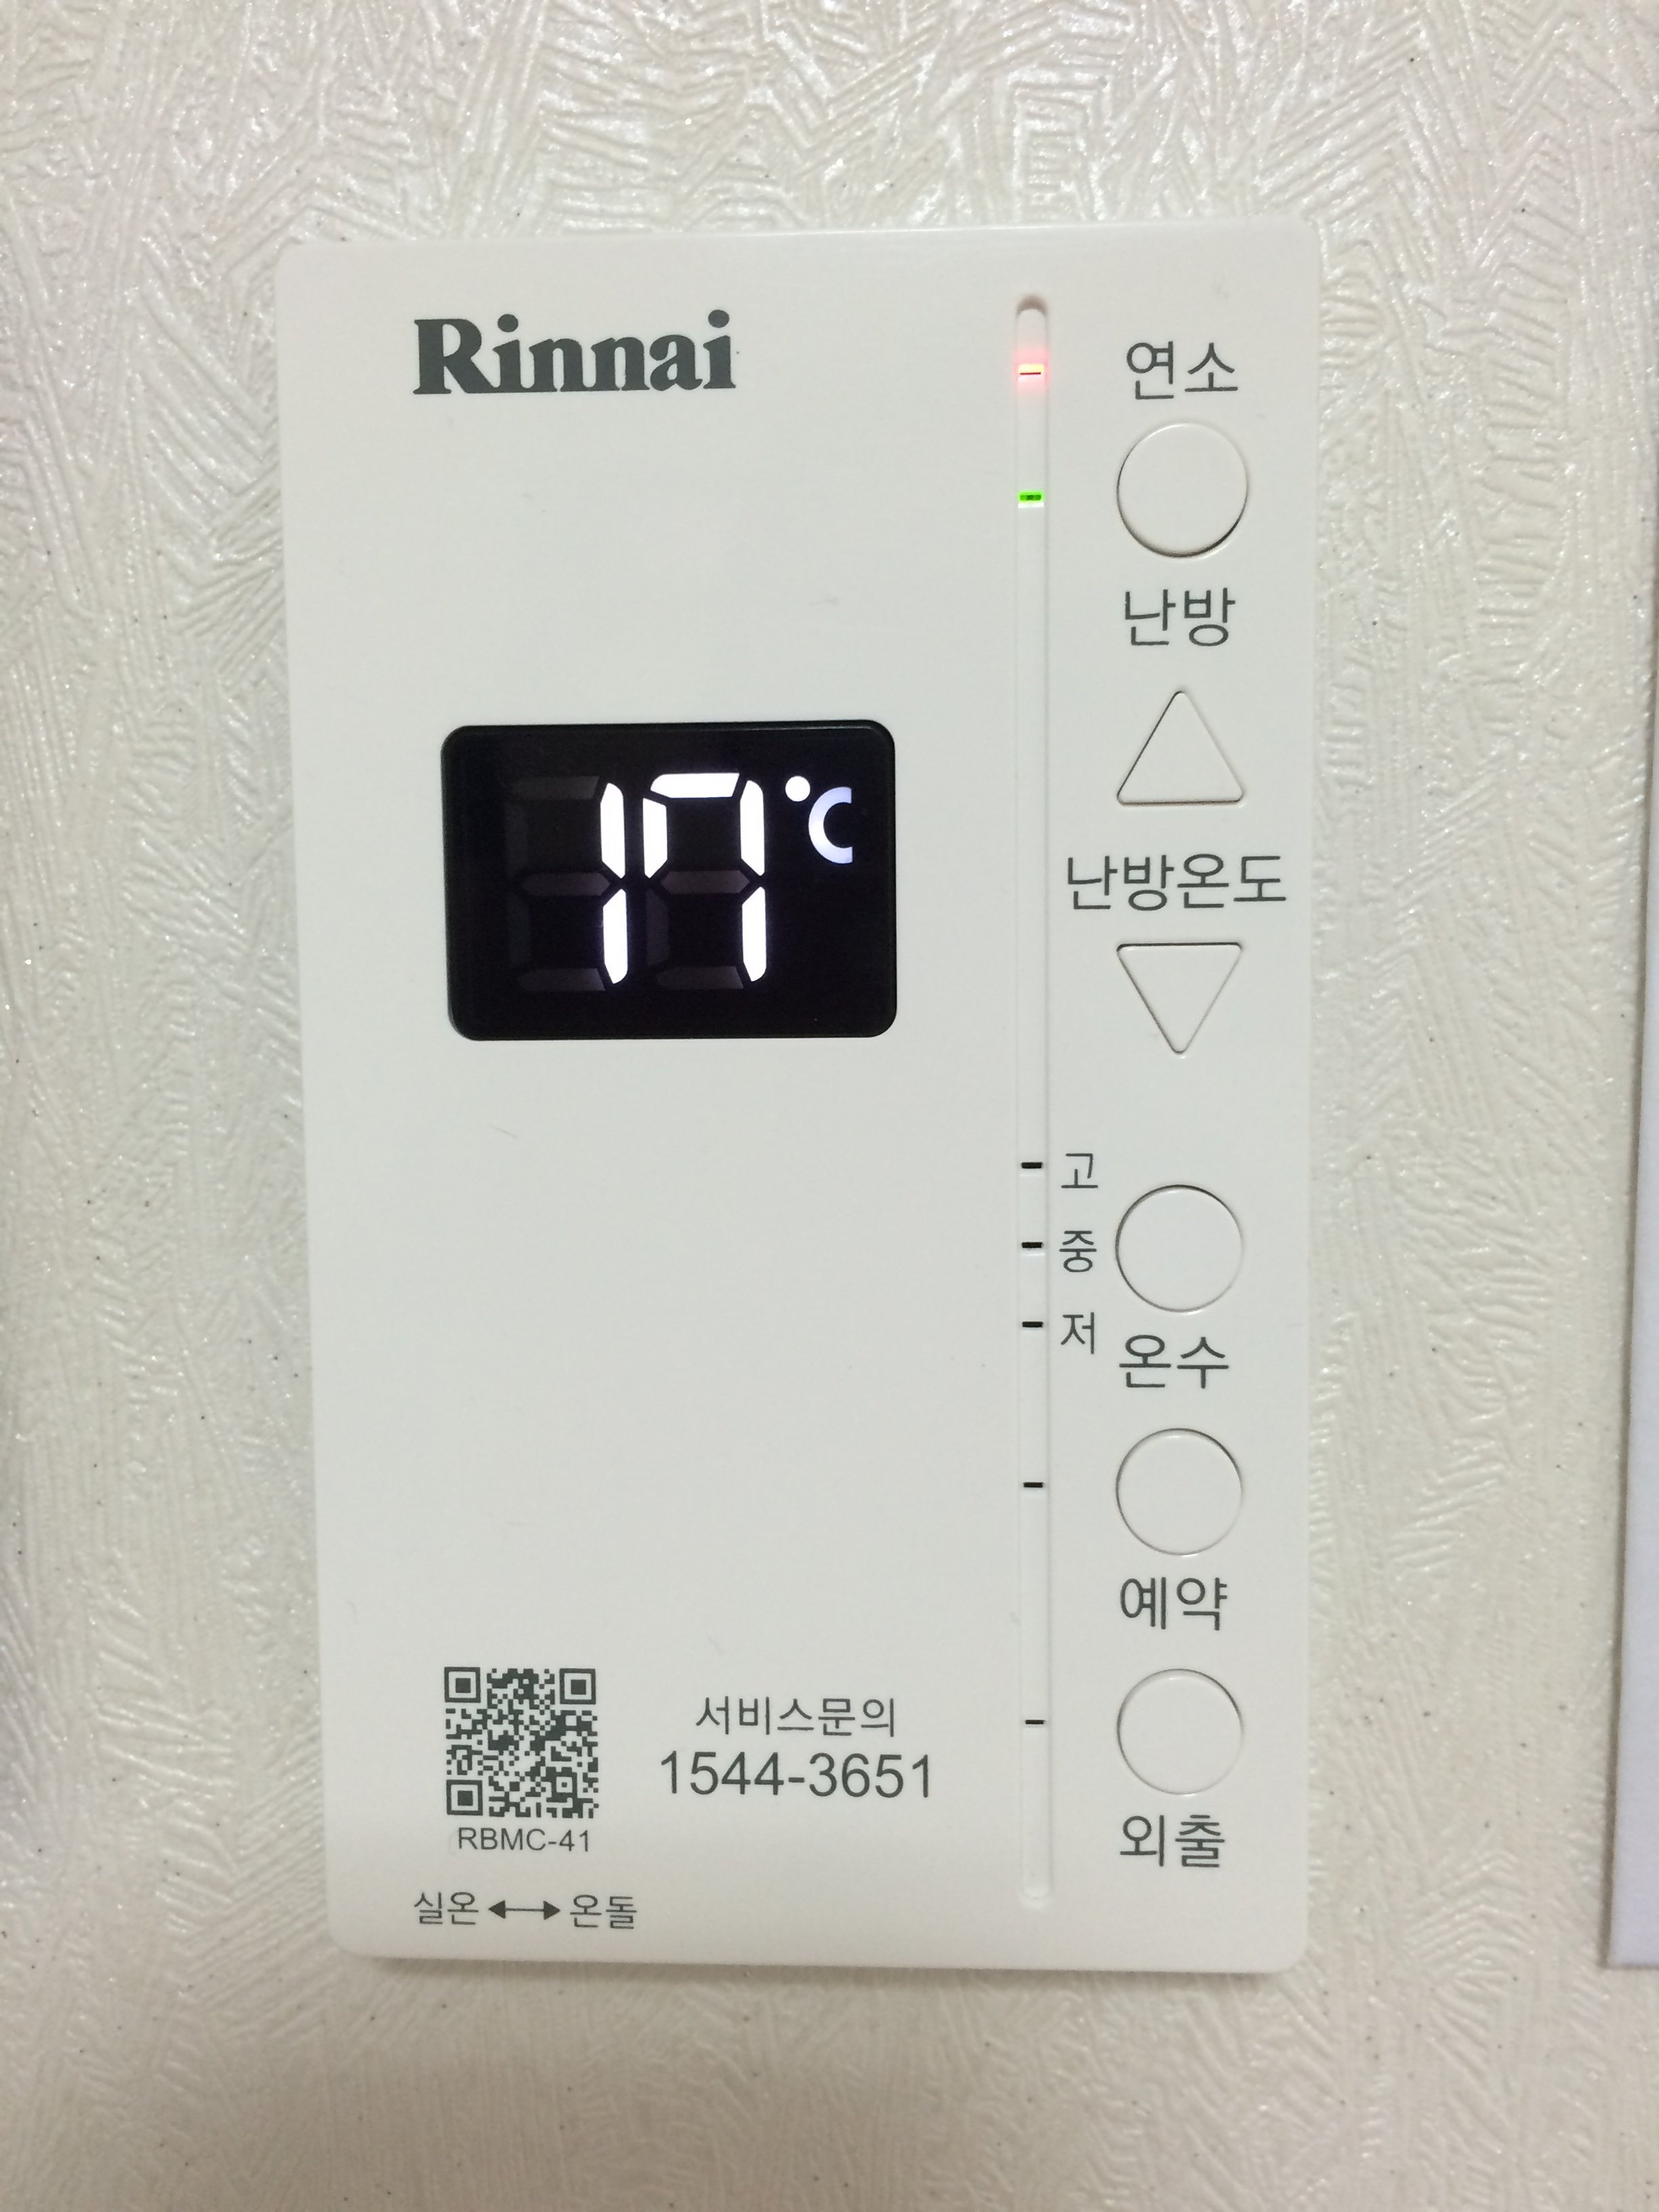 Rinnai
연소
난방
17°C
난방온도
고
중
저
온수
예약
서비스문의
1544-3651
RBMC-41
외출
실온 ↔ 온돌